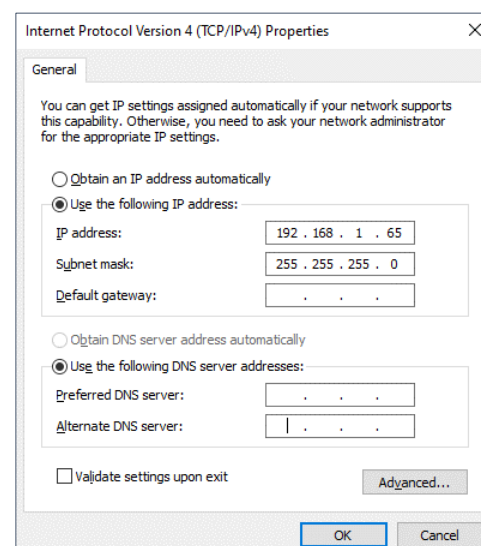 Internet Protocol Version 4 (TCP/IPv4) Properties
General
You can get IP settings assigned automatically if your network supports
this capability. Otherwise, you need to ask your network administrator
for the appropriate IP settings.
Obtain an IP address automatically
Use the following IP address:
IP address: 192 . 168 . 1 . 65
Subnet mask: 255 . 255 . 255 . 0
Default gateway: . . .
Obtain DNS server address automatically
Use the following DNS server addresses:
Preferred DNS server: . . .
Alternate DNS server: . . .
Validate settings upon exit
Advanced...
OK Cancel